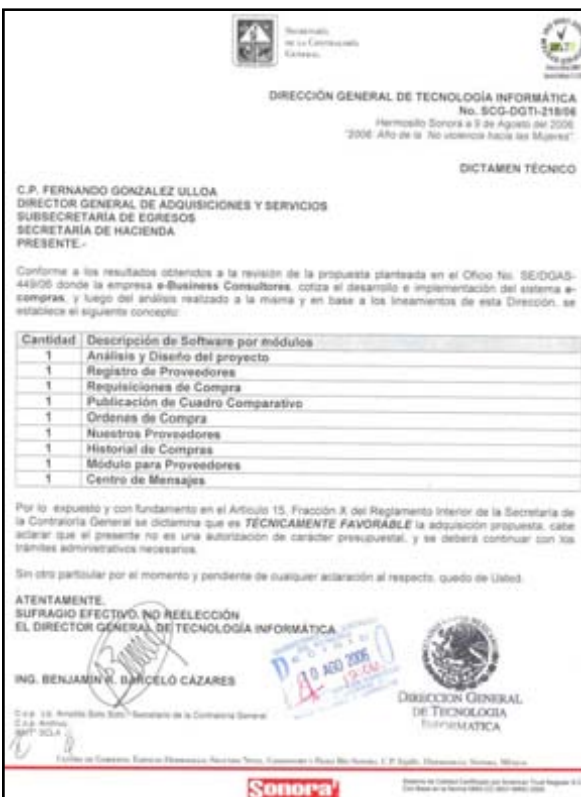 SECRETARÍA
DE LA CONTRALORÍA
GENERAL
DIRECCIÓN GENERAL DE TECNOLOGÍA INFORMÁTICA
No. SCG-DGTI-218/06
Hermosillo Sonora a 9 de Agosto del 2006.
"2006: Año de la No violencia hacia las Mujeres"
DICTAMEN TÉCNICO
C.P. FERNANDO GONZALEZ ULLOA
DIRECTOR GENERAL DE ADQUISICIONES Y SERVICIOS
SUBSECRETARÍA DE EGRESOS
SECRETARÍA DE HACIENDA
PRESENTE.-
Conforme a los resultados obtenidos a la revisión de la propuesta planteada en el Oficio No. SE/DGAS-
449/06 donde la empresa e-Business Consultores, cotiza el desarrollo e implementación del sistema e-
compras, y luego del análisis realizado a la misma y en base a los lineamientos de esta Dirección, se
establece el siguiente concepto:
Cantidad Descripción de Software por módulos
1 Análisis y Diseño del proyecto
1 Registro de Proveedores
1 Requisiciones de Compra
1 Publicación de Cuadro Comparativo
1 Ordenes de Compra
1 Nuestros Proveedores
1 Historial de Compras
1 Módulo para Proveedores
1 Centro de Mensajes
Por lo expuesto y con fundamento en el Artículo 15, Fracción X del Reglamento Interior de la Secretaría de
la Contraloría General se dictamina que es TÉCNICAMENTE FAVORABLE la adquisición propuesta, cabe
aclarar que el presente no es una autorización de carácter presupuestal, y se deberá continuar con los
trámites administrativos necesarios.
Sin otro particular por el momento y pendiente de cualquier aclaración al respecto, quedo de Usted.
ATENTAMENTE.
SUFRAGIO EFECTIVO. NO REELECCIÓN
EL DIRECTOR GENERAL DE TECNOLOGÍA INFORMÁTICA
10 AGO 2006
ING. BENJAMIN R. BARCELÓ CAZARES
DIRECCION GENERAL
DE TECNOLOGIA
INFORMATICA
C.c.p. Lic. Arnoldo Soto Soto.- Secretario de la Contraloría General
C.c.p. Archivo
Sonora